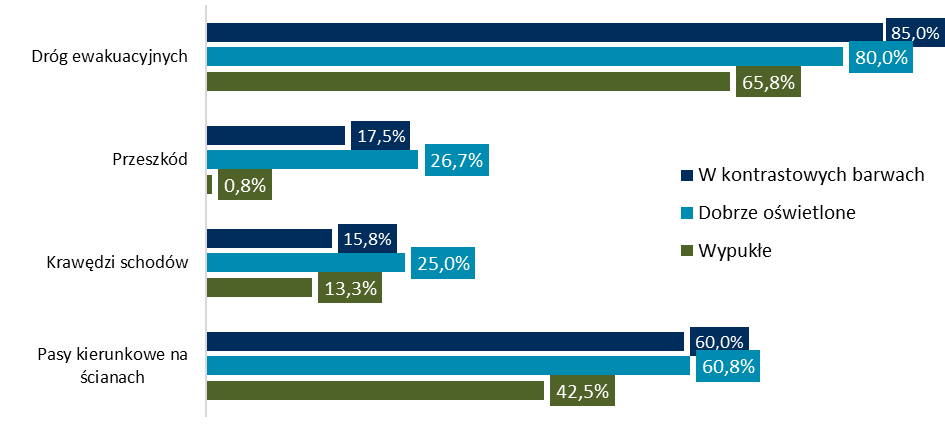 Dróg ewakuacyjnych
85,0%
80,0%
65,8%
Przeszkód
17,5%
26,7%
0,8%
Krawędzi schodów
15,8%
25,0%
13,3%
Pasy kierunkowe na
ścianach
60,0%
60,8%
42,5%
W kontrastowych barwach
Dobrze oświetlone
Wypukłe